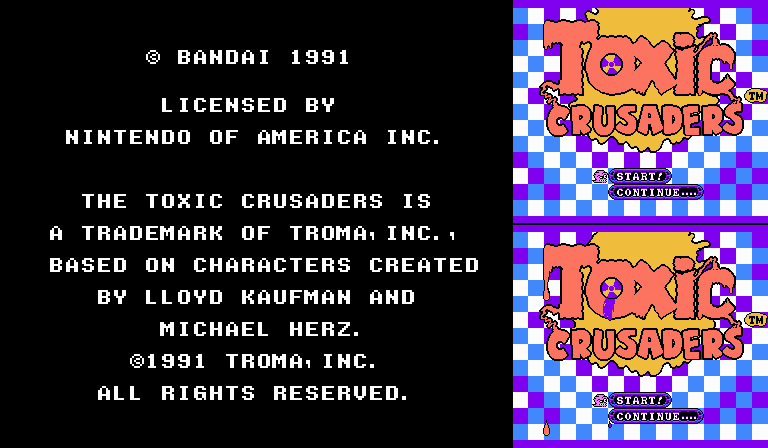 © BANDAI 1991
LICENSED BY
NINTENDO OF AMERICA INC.
THE TOXIC CRUSADERS IS
A TRADEMARK OF TROMA, INC.,
BASED ON CHARACTERS CREATED
BY LLOYD KAUFMAN AND
MICHAEL HERZ.
©1991 TROMA, INC.
ALL RIGHTS RESERVED.
TOXIC
TM
CRUSADERS
START!
CONTINUE....
TOXIC
TM
CRUSADERS
START!
CONTINUE....